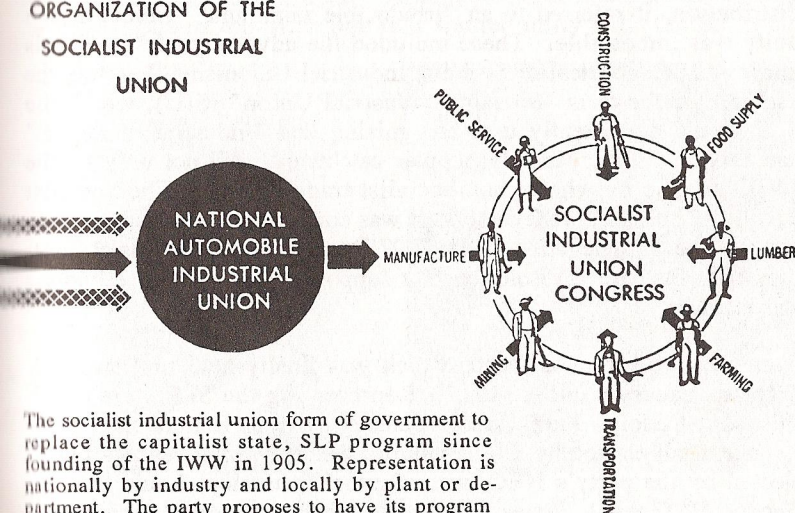 ORGANIZATION OF THE
SOCIALIST INDUSTRIAL
UNION
NATIONAL
AUTOMOBILE
INDUSTRIAL
UNION
CONSTRUCTION
PUBLIC SERVICE
FOOD SUPPLY
MANUFACTURE
SOCIALIST
INDUSTRIAL
UNION
CONGRESS
LUMBER
MINING
FARMING
TRANSPORTATION
The socialist industrial union form of government to
replace the capitalist state, SLP program since
founding of the IWW in 1905. Representation is
nationally by industry and locally by plant or de-
partment. The party proposes to have its program